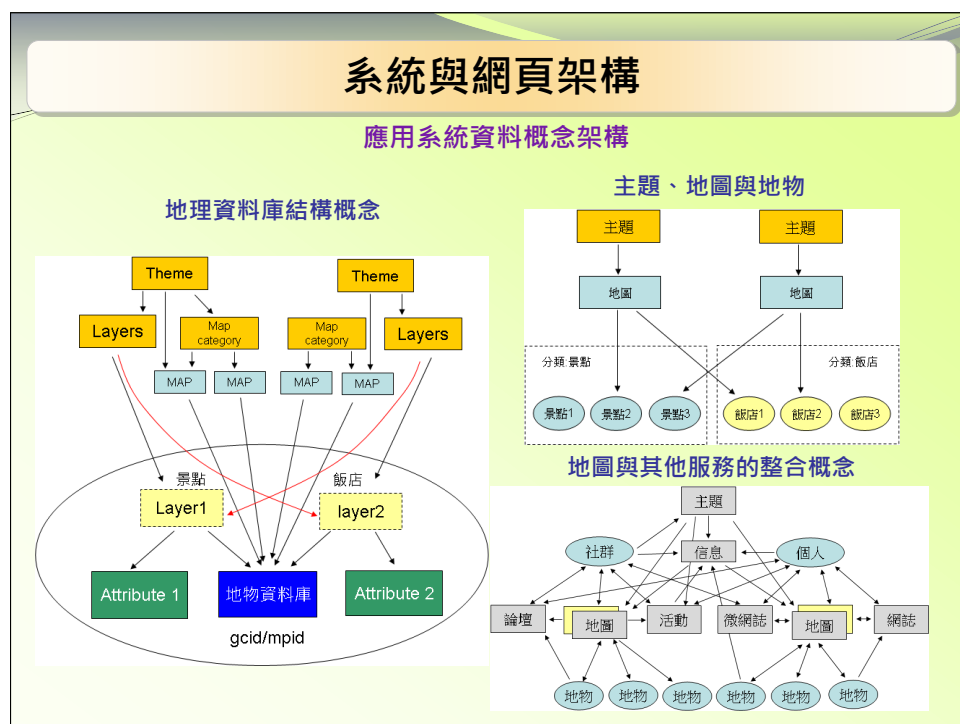 系統與網頁架構
應用系統資料概念架構
地理資料庫結構概念
Theme
Theme
Layers
Map
category
Map
category
Layers
MAP
MAP
MAP
MAP
景點
飯店
Layer1
layer2
Attribute 1
地物資料庫
Attribute 2
gcid/mpid
主題、地圖與地物
主題
主題
地圖
地圖
分類:景點
分類:飯店
景點1
景點2
景點3
飯店1
飯店2
飯店3
地圖與其他服務的整合概念
主題
社群
信息
個人
論壇
地圖
活動
微網誌
地圖
網誌
地物
地物
地物
地物
地物
地物